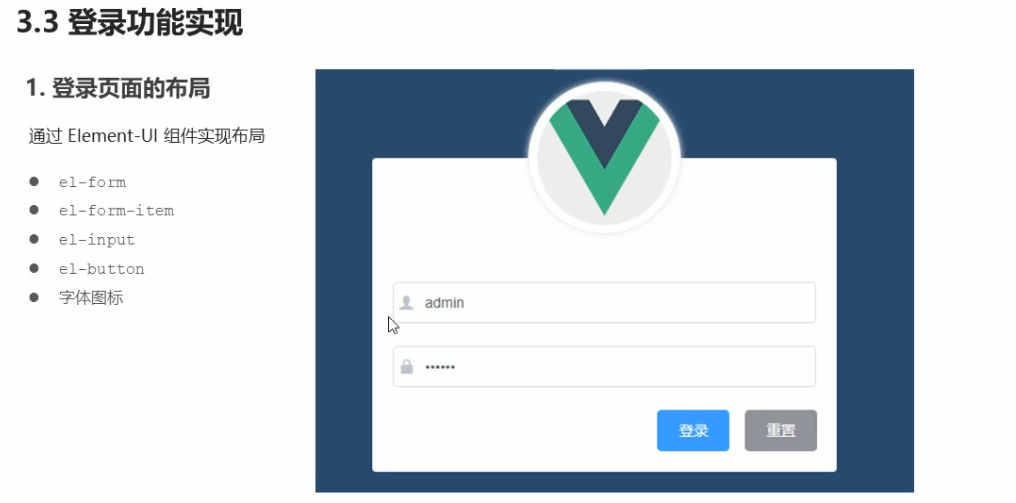 3.3 登录功能实现
1. 登录页面的布局
通过 Element-UI 组件实现布局
● el-form
● el-form-item
● el-input
● el-button
● 字体图标
admin
••••••
登录
重置